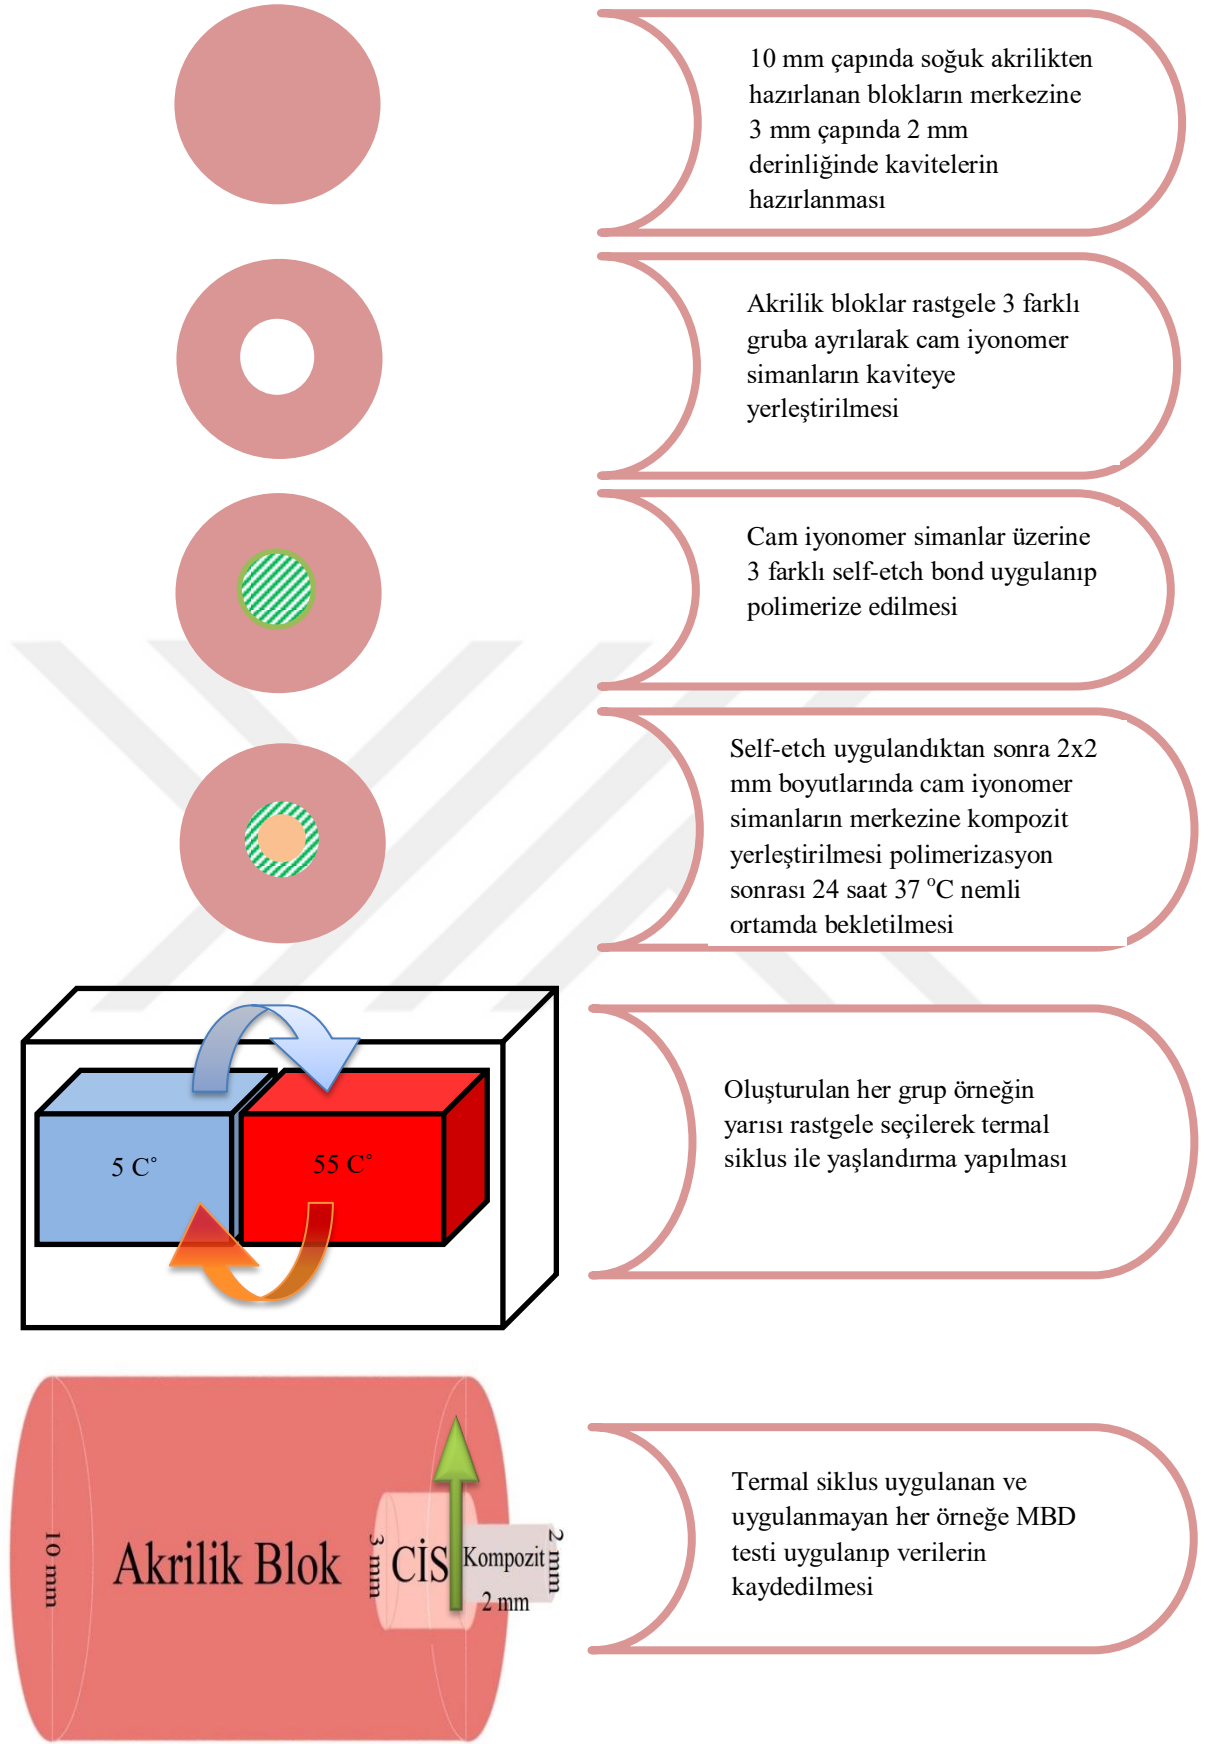 10 mm çapında soğuk akrilikten
hazırlanan blokların merkezine
3 mm çapında 2 mm
derinliğinde kavitelerin
hazırlanması
Akrilik bloklar rastgele 3 farklı
gruba ayrılarak cam iyonomer
simanların kaviteye
yerleştirilmesi
Cam iyonomer simanlar üzerine
3 farklı self-etch bond uygulanıp
polimerize edilmesi
Self-etch uygulandıktan sonra 2x2
mm boyutlarında cam iyonomer
simanların merkezine kompozit
yerleştirilmesi polimerizasyon
sonrası 24 saat 37 °C nemli
ortamda bekletilmesi
5 C°
55 C°
Oluşturulan her grup örneğin
yarısı rastgele seçilerek termal
siklus ile yaşlandırma yapılması
10 mm
Akrilik Blok
3 mm
CİS
Kompozit
2 mm
2 mm
Termal siklus uygulanan ve
uygulanmayan her örneğe MBD
testi uygulanıp verilerin
kaydedilmesi